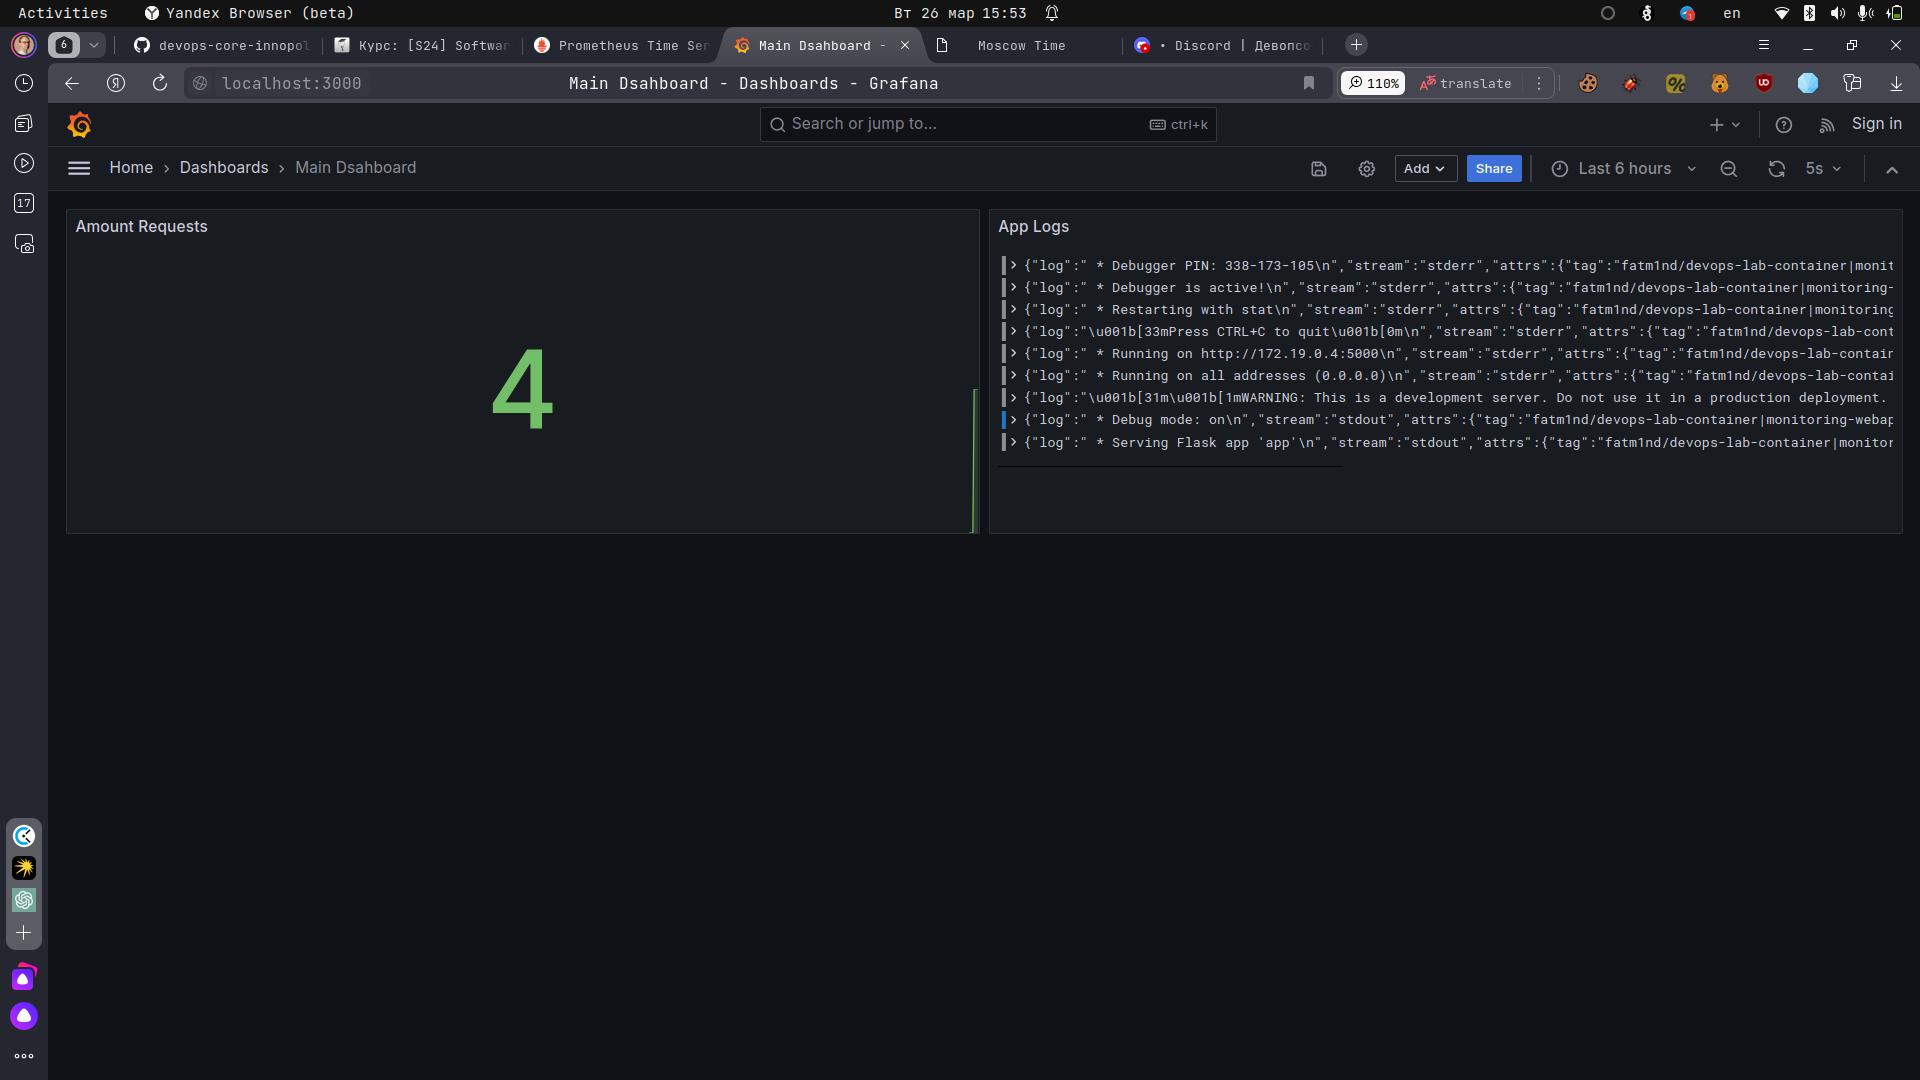 Activities
Yandex Browser (beta)
Вт 26 мар 15:53
en
6
devops-core-innopol
Курс: [S24] Softwar
Prometheus Time Ser
Main Dsahboard -
Moscow Time
• Discord | Девопсо
localhost:3000
Main Dsahboard - Dashboards - Grafana
110%
translate
Search or jump to...
ctrl+k
Sign in
Home › Dashboards › Main Dsahboard
Add
Share
Last 6 hours
5s
17
Amount Requests
4
App Logs
{"log":" * Debugger PIN: 338-173-105\n","stream":"stderr","attrs":{"tag":"fatm1nd/devops-lab-container|monit
{"log":" * Debugger is active!\n","stream":"stderr","attrs":{"tag":"fatm1nd/devops-lab-container|monitoring-
{"log":" * Restarting with stat\n","stream":"stderr","attrs":{"tag":"fatm1nd/devops-lab-container|monitoring
{"log":"\u001b[33mPress CTRL+C to quit\u001b[0m\n","stream":"stderr","attrs":{"tag":"fatm1nd/devops-lab-cont
{"log":" * Running on http://172.19.0.4:5000\n","stream":"stderr","attrs":{"tag":"fatm1nd/devops-lab-contain
{"log":" * Running on all addresses (0.0.0.0)\n","stream":"stderr","attrs":{"tag":"fatm1nd/devops-lab-contai
{"log":"\u001b[31m\u001b[1mWARNING: This is a development server. Do not use it in a production deployment.
{"log":" * Debug mode: on\n","stream":"stdout","attrs":{"tag":"fatm1nd/devops-lab-container|monitoring-webap
{"log":" * Serving Flask app 'app'\n","stream":"stdout","attrs":{"tag":"fatm1nd/devops-lab-container|monitor